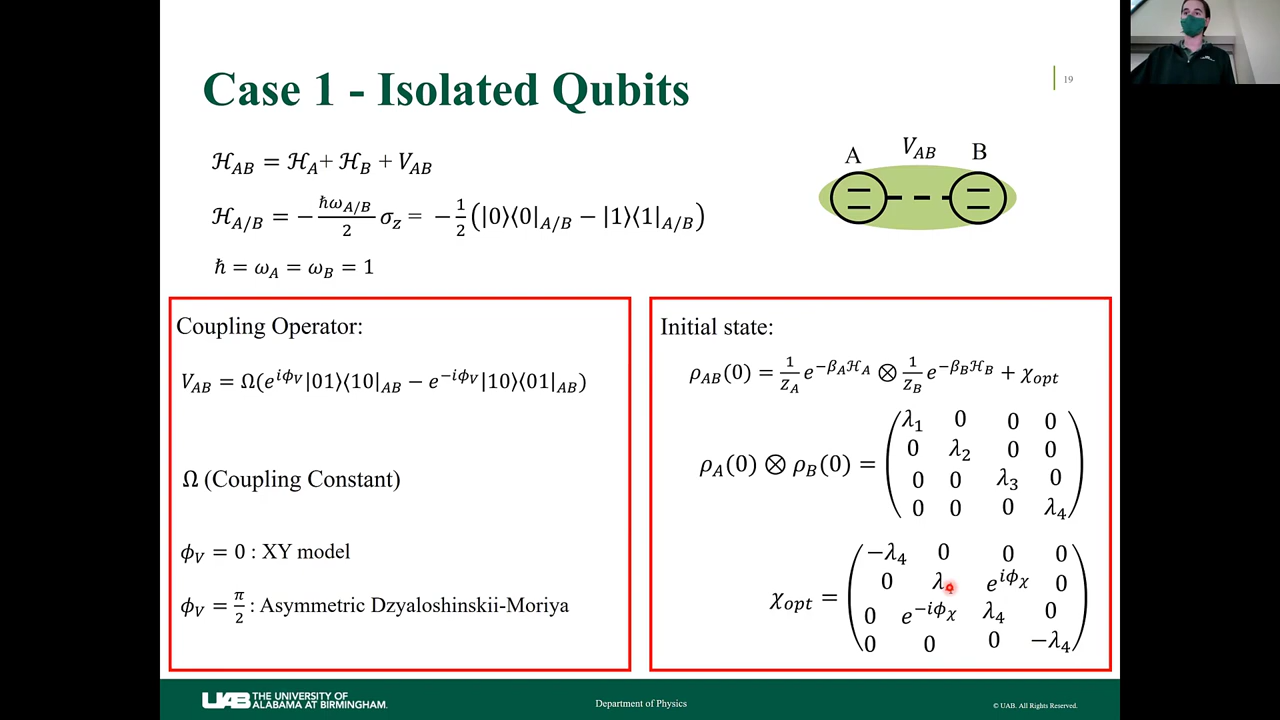 Case 1 - Isolated Qubits
19
ℋ_AB = ℋ_A + ℋ_B + V_AB
ℋ_A/B = − ħω_A/B / 2 σ_z = − 1/2 (|0⟩⟨0|_A/B − |1⟩⟨1|_A/B)
ħ = ω_A = ω_B = 1
A V_AB B
Coupling Operator:
V_AB = Ω(e^{iϕ_V}|01⟩⟨10|_AB − e^{−iϕ_V}|10⟩⟨01|_AB)
Ω (Coupling Constant)
ϕ_V = 0 : XY model
ϕ_V = π/2 : Asymmetric Dzyaloshinskii-Moriya
Initial state:
ρ_AB(0) = 1/Z_A e^{−β_Aℋ_A} ⊗ 1/Z_B e^{−β_Bℋ_B} + χ_opt
ρ_A(0) ⊗ ρ_B(0) =
λ_1 0 0 0
0 λ_2 0 0
0 0 λ_3 0
0 0 0 λ_4
χ_opt =
−λ_4 0 0 0
0 λ e^{iϕ_χ} 0
0 e^{−iϕ_χ} λ_4 0
0 0 0 −λ_4
UAB THE UNIVERSITY OF
ALABAMA AT BIRMINGHAM.
Department of Physics
© UAB. All Rights Reserved.